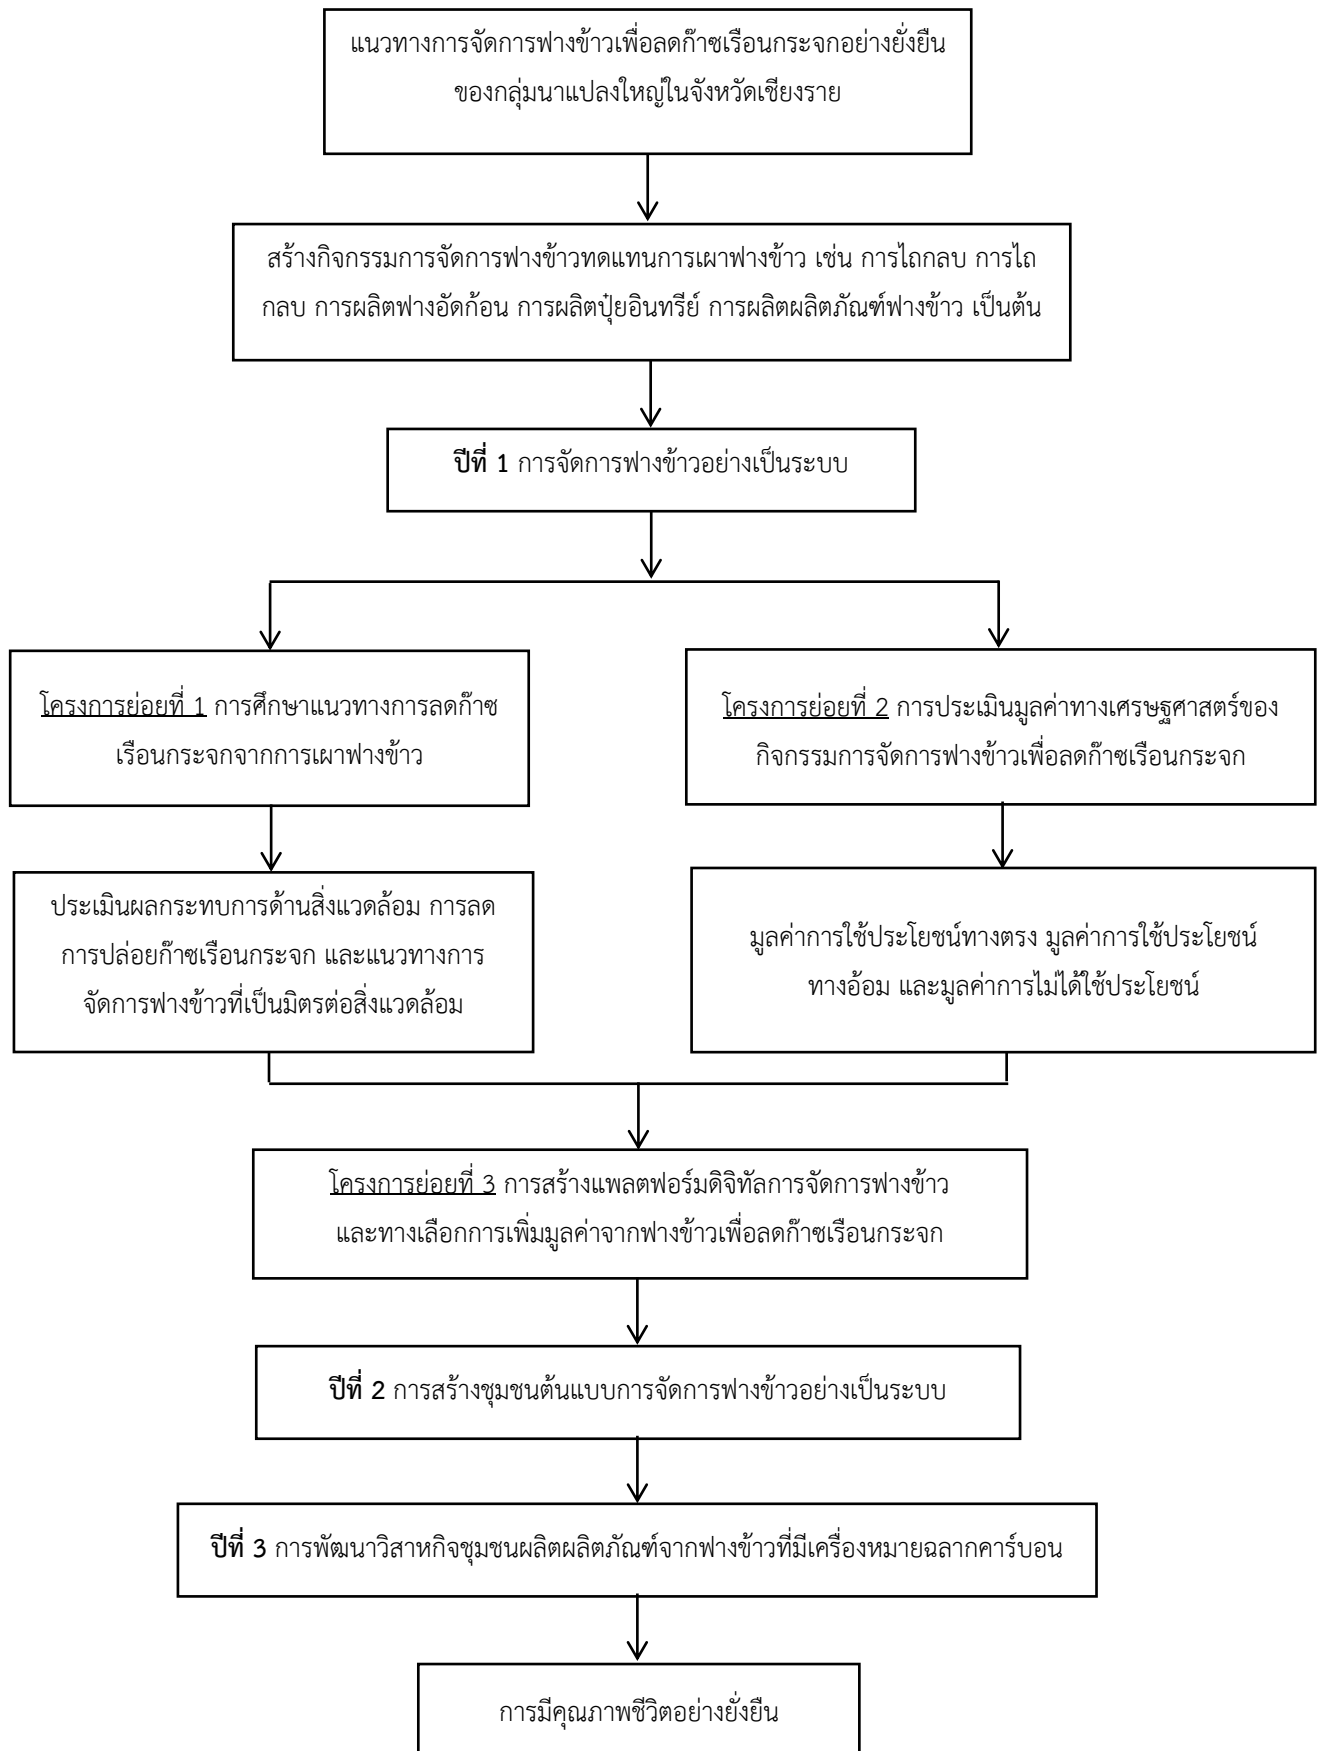 แนวทางการจัดการฟางข้าวเพื่อลดก๊าซเรือนกระจกอย่างยั่งยืน
ของกลุ่มนาแปลงใหญ่ในจังหวัดเชียงราย
สร้างกิจกรรมการจัดการฟางข้าวทดแทนการเผาฟางข้าว เช่น การไถกลบ การไถ
กลบ การผลิตฟางอัดก้อน การผลิตปุ๋ยอินทรีย์ การผลิตผลิตภัณฑ์ฟางข้าว เป็นต้น
ปีที่ 1 การจัดการฟางข้าวอย่างเป็นระบบ
โครงการย่อยที่ 1 การศึกษาแนวทางการลดก๊าซ
เรือนกระจกจากการเผาฟางข้าว
โครงการย่อยที่ 2 การประเมินมูลค่าทางเศรษฐศาสตร์ของ
กิจกรรมการจัดการฟางข้าวเพื่อลดก๊าซเรือนกระจก
ประเมินผลกระทบการด้านสิ่งแวดล้อม การลด
การปล่อยก๊าซเรือนกระจก และแนวทางการ
จัดการฟางข้าวที่เป็นมิตรต่อสิ่งแวดล้อม
มูลค่าการใช้ประโยชน์ทางตรง มูลค่าการใช้ประโยชน์
ทางอ้อม และมูลค่าการไม่ได้ใช้ประโยชน์
โครงการย่อยที่ 3 การสร้างแพลตฟอร์มดิจิทัลการจัดการฟางข้าว
และทางเลือกการเพิ่มมูลค่าจากฟางข้าวเพื่อลดก๊าซเรือนกระจก
ปีที่ 2 การสร้างชุมชนต้นแบบการจัดการฟางข้าวอย่างเป็นระบบ
ปีที่ 3 การพัฒนาวิสาหกิจชุมชนผลิตผลิตภัณฑ์จากฟางข้าวที่มีเครื่องหมายฉลากคาร์บอน
การมีคุณภาพชีวิตอย่างยั่งยืน